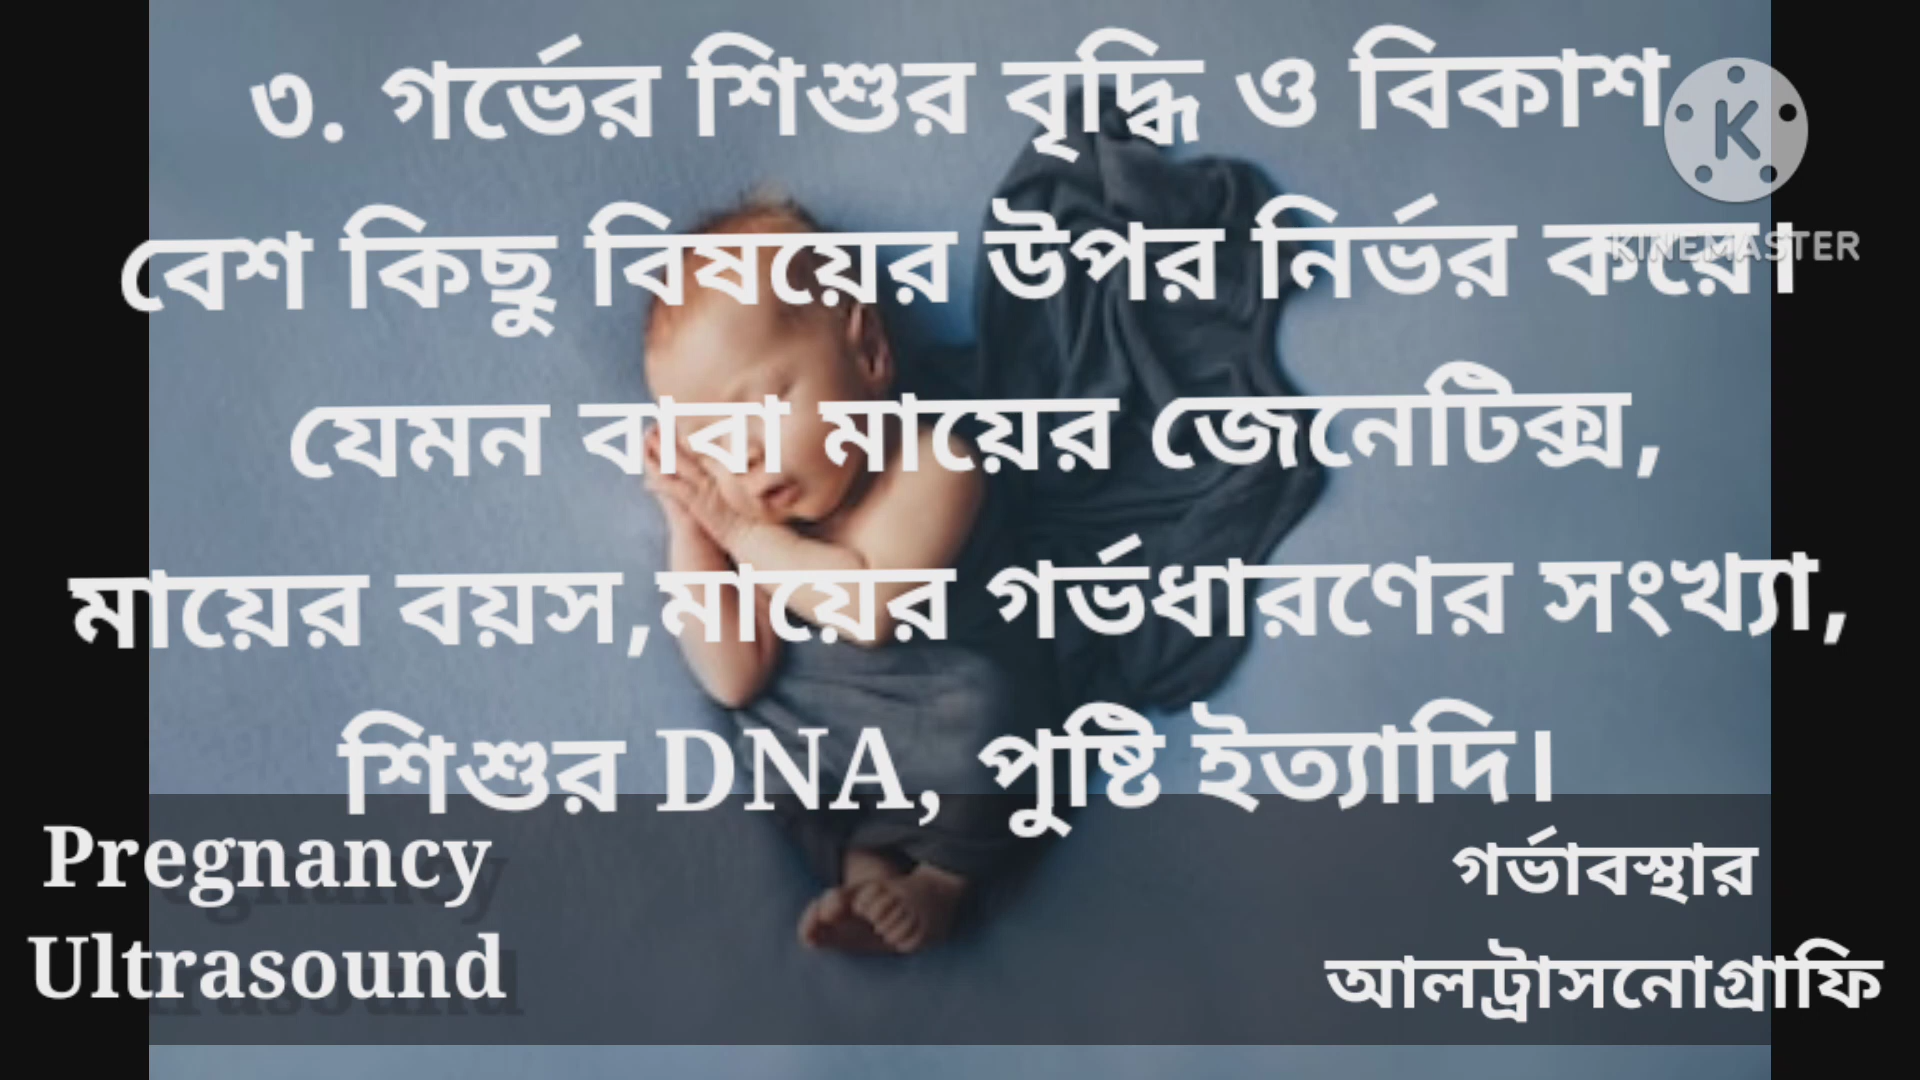 ৩. গর্ভের শিশুর বৃদ্ধি ও বিকাশ
বেশ কিছু বিষয়ের উপর নির্ভর করে।
যেমন বাবা মায়ের জেনেটিক্স,
মায়ের বয়স,মায়ের গর্ভধারণের সংখ্যা,
শিশুর DNA, পুষ্টি ইত্যাদি।
K
KINEMASTER
Pregnancy
Ultrasound
গর্ভাবস্থার
আলট্রাসনোগ্রাফি